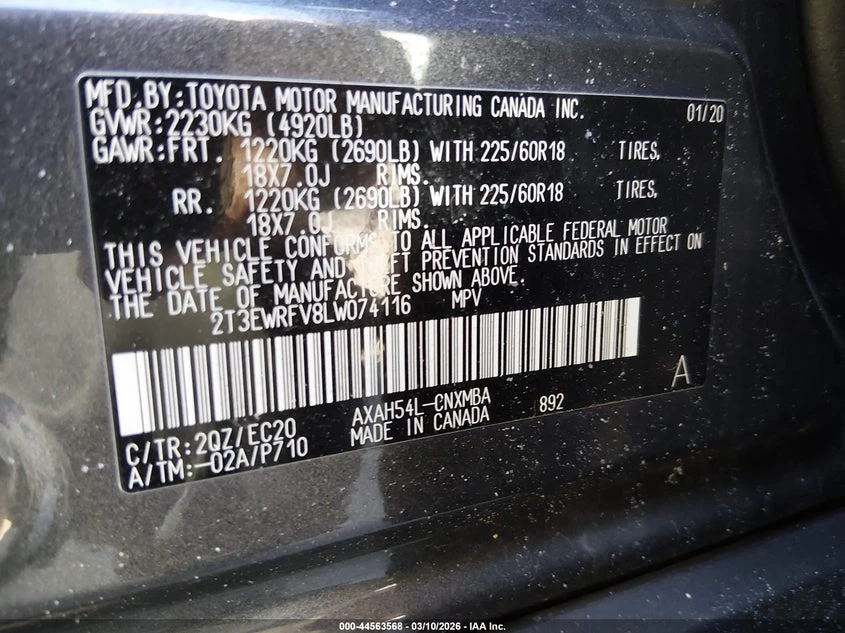 MFD.BY:TOYOTA MOTOR MANUFACTURING CANADA INC. 01/20
GVWR:2230KG (4920LB)
GAWR:FRT. 1220KG (2690LB) WITH 225/60R18 TIRES,
18X7.0J RIMS.
RR. 1220KG (2690LB) WITH 225/60R18 TIRES,
18X7.0J RIMS.
THIS VEHICLE CONFORMS TO ALL APPLICABLE FEDERAL MOTOR
VEHICLE SAFETY AND THEFT PREVENTION STANDARDS IN EFFECT ON
THE DATE OF MANUFACTURE SHOWN ABOVE.
2T3EWRFV8LW074116 MPV
A
C/TR:2QZ/EC20 AXAH54L-CNXMBA 892
A/TM:-02A/P710 MADE IN CANADA
000-44563568 — 03/10/2026 — IAA Inc.